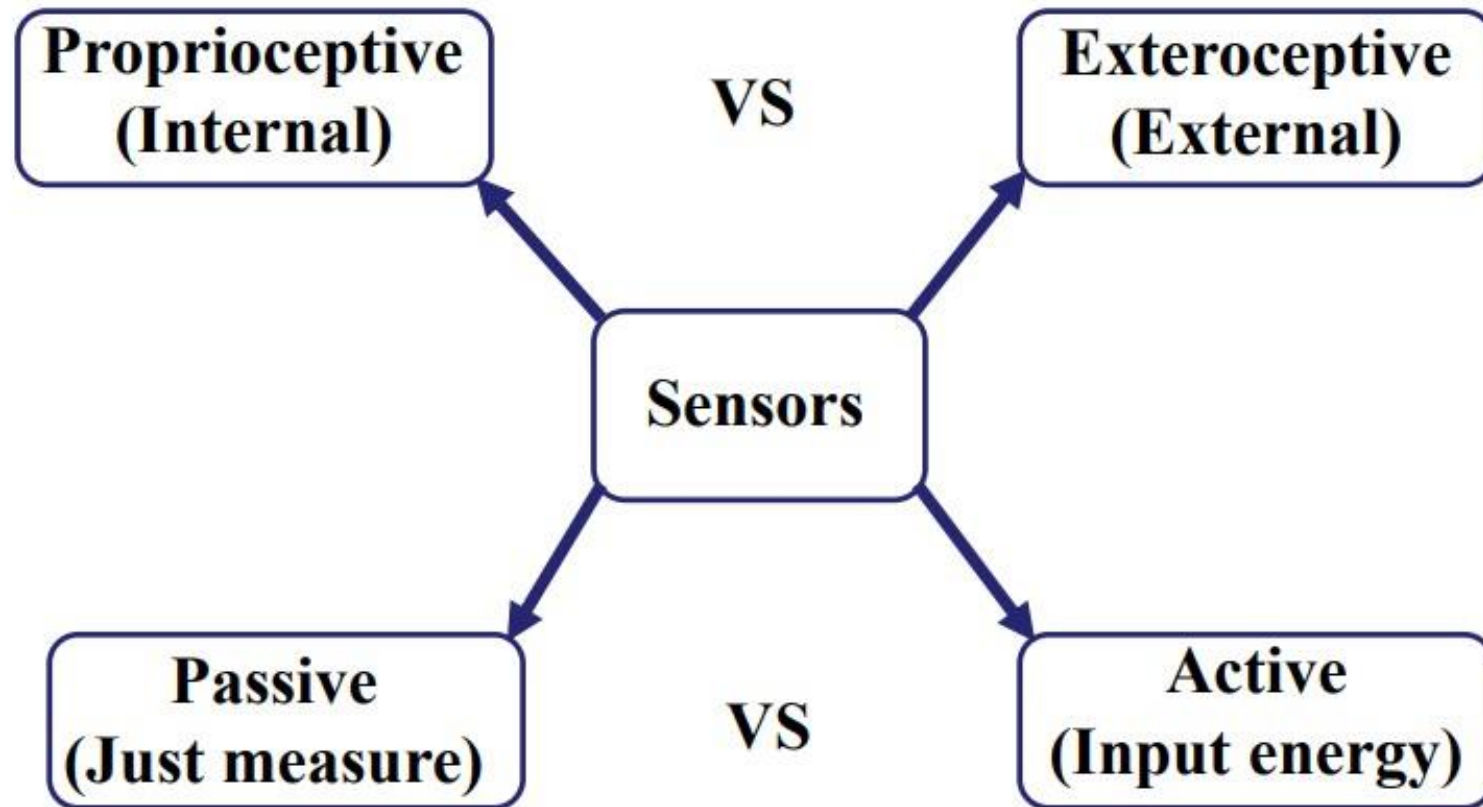 Proprioceptive
(Internal)
VS
Exteroceptive
(External)
Sensors
Passive
(Just measure)
VS
Active
(Input energy)